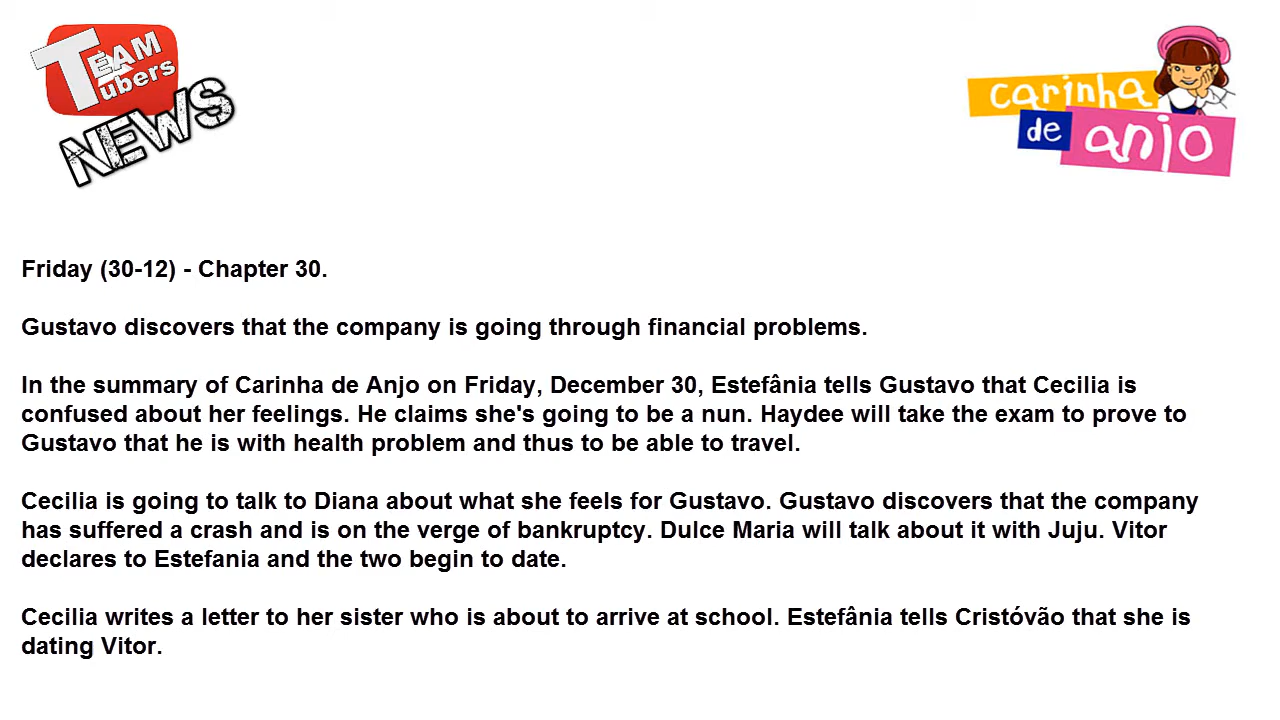 TEAM
Tubers
NEWS
carinha
de anjo
Friday (30-12) - Chapter 30.
Gustavo discovers that the company is going through financial problems.
In the summary of Carinha de Anjo on Friday, December 30, Estefânia tells Gustavo that Cecilia is
confused about her feelings. He claims she's going to be a nun. Haydee will take the exam to prove to
Gustavo that he is with health problem and thus to be able to travel.
Cecilia is going to talk to Diana about what she feels for Gustavo. Gustavo discovers that the company
has suffered a crash and is on the verge of bankruptcy. Dulce Maria will talk about it with Juju. Vitor
declares to Estefania and the two begin to date.
Cecilia writes a letter to her sister who is about to arrive at school. Estefânia tells Cristóvão that she is
dating Vitor.